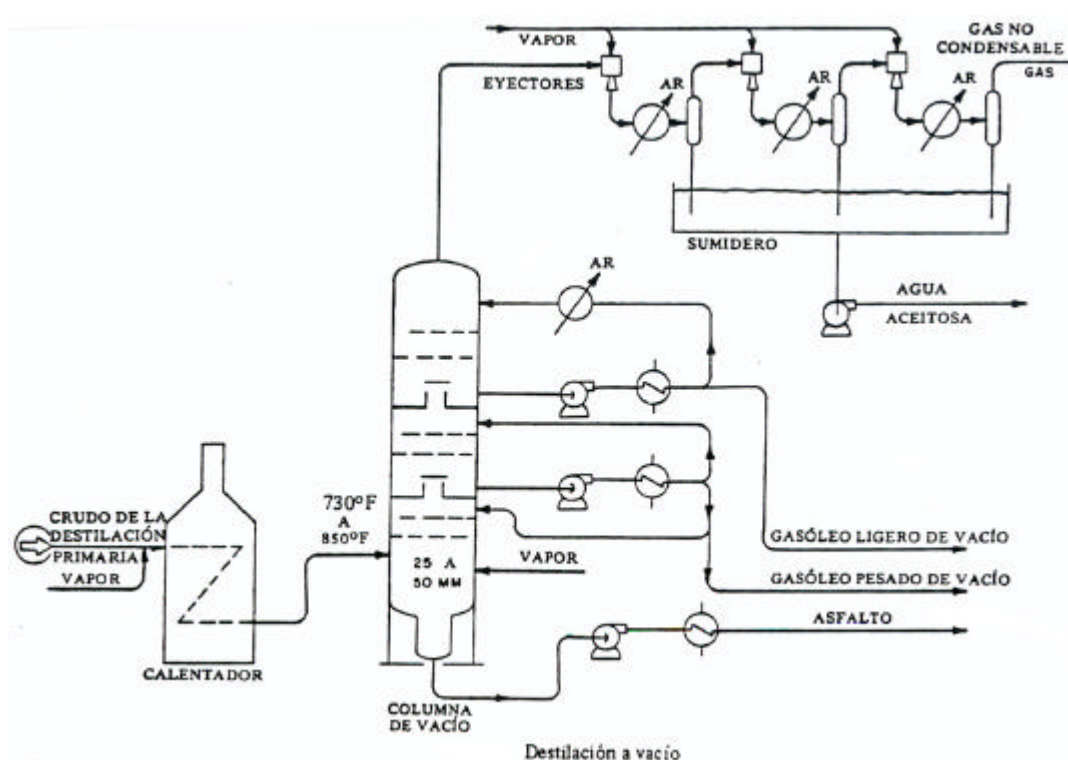 VAPOR
GAS NO
CONDENSABLE
GAS
EYECTORES
AR
AR
AR
SUMIDERO
AGUA
ACEITOSA
AR
730°F
A
850°F
CRUDO DE LA
DESTILACIÓN
PRIMARIA
VAPOR
25 A
50 MM
VAPOR
GASÓLEO LIGERO DE VACÍO
GASÓLEO PESADO DE VACÍO
ASFALTO
CALENTADOR
COLUMNA
DE VACÍO
Destilación a vacío